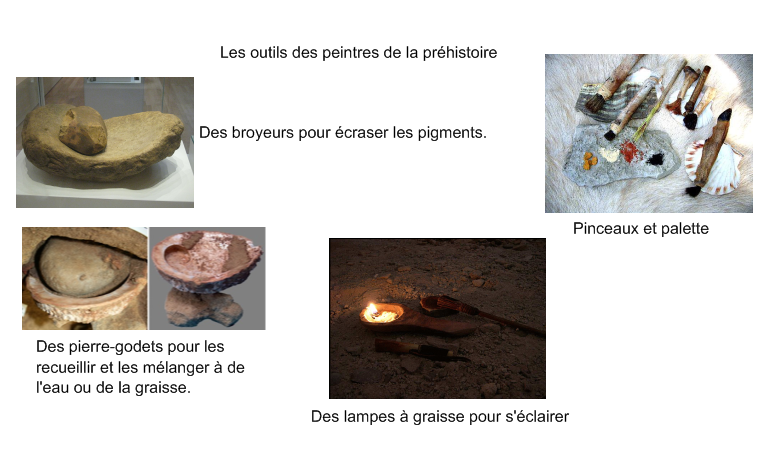 Les outils des peintres de la préhistoire
Des broyeurs pour écraser les pigments.
Pinceaux et palette
Des pierre-godets pour les
recueillir et les mélanger à de
l'eau ou de la graisse.
Des lampes à graisse pour s'éclairer